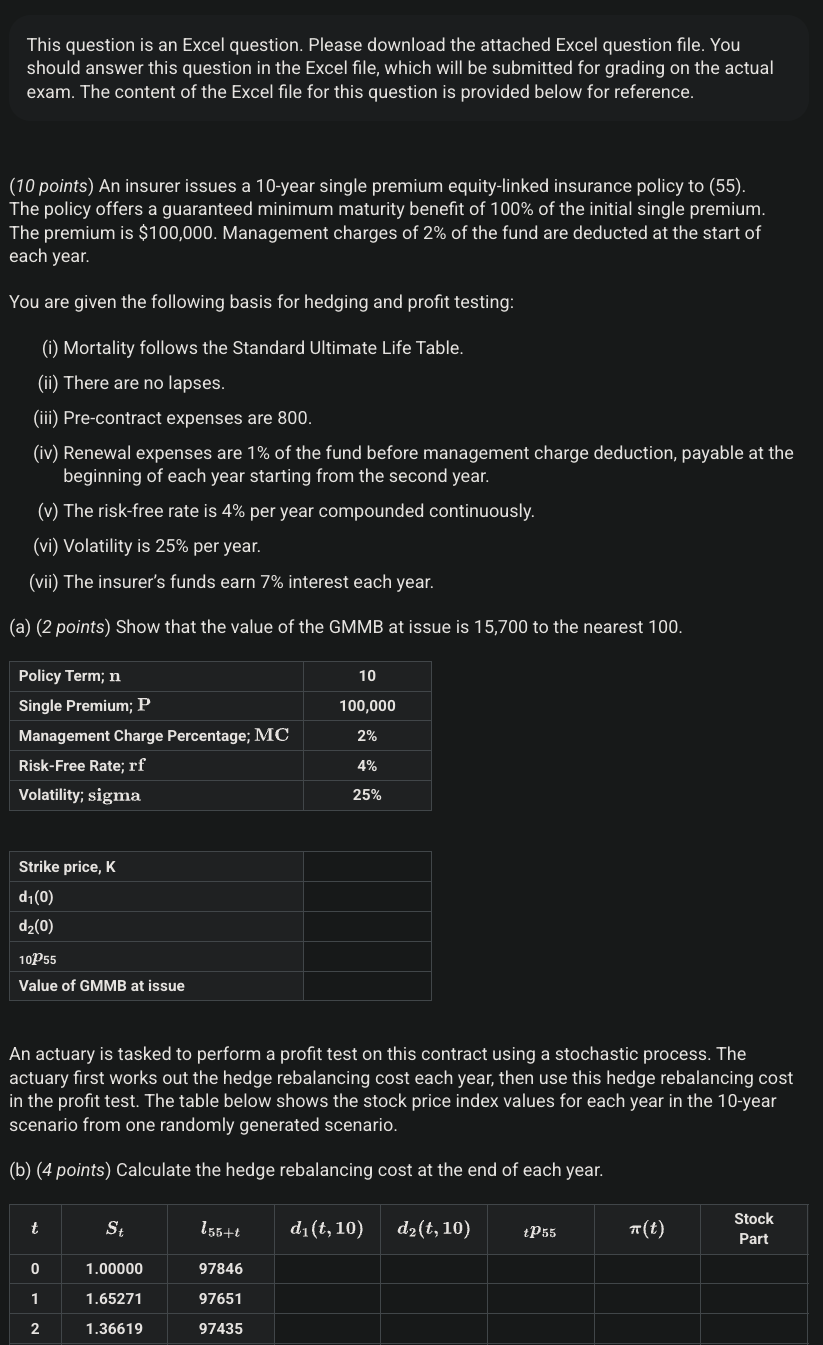 This question is an Excel question. Please download the attached Excel question file. You
should answer this question in the Excel file, which will be submitted for grading on the actual
exam. The content of the Excel file for this question is provided below for reference.
(10 points) An insurer issues a 10-year single premium equity-linked insurance policy to (55).
The policy offers a guaranteed minimum maturity benefit of 100% of the initial single premium.
The premium is $100,000. Management charges of 2% of the fund are deducted at the start of
each year.
You are given the following basis for hedging and profit testing:
(i) Mortality follows the Standard Ultimate Life Table.
(ii) There are no lapses.
(iii) Pre-contract expenses are 800.
(iv) Renewal expenses are 1% of the fund before management charge deduction, payable at the
beginning of each year starting from the second year.
(v) The risk-free rate is 4% per year compounded continuously.
(vi) Volatility is 25% per year.
(vii) The insurer's funds earn 7% interest each year.
(a) (2 points) Show that the value of the GMMB at issue is 15,700 to the nearest 100.
Policy Term; n 10
Single Premium; P 100,000
Management Charge Percentage; MC 2%
Risk-Free Rate; rf 4%
Volatility; sigma 25%
Strike price, K
d₁(0)
d₂(0)
₁₀p₅₅
Value of GMMB at issue
An actuary is tasked to perform a profit test on this contract using a stochastic process. The
actuary first works out the hedge rebalancing cost each year, then use this hedge rebalancing cost
in the profit test. The table below shows the stock price index values for each year in the 10-year
scenario from one randomly generated scenario.
(b) (4 points) Calculate the hedge rebalancing cost at the end of each year.
t Sₜ l₅₅₊ₜ d₁(t, 10) d₂(t, 10) ₜp₅₅ π(t) Stock Part
0 1.00000 97846
1 1.65271 97651
2 1.36619 97435